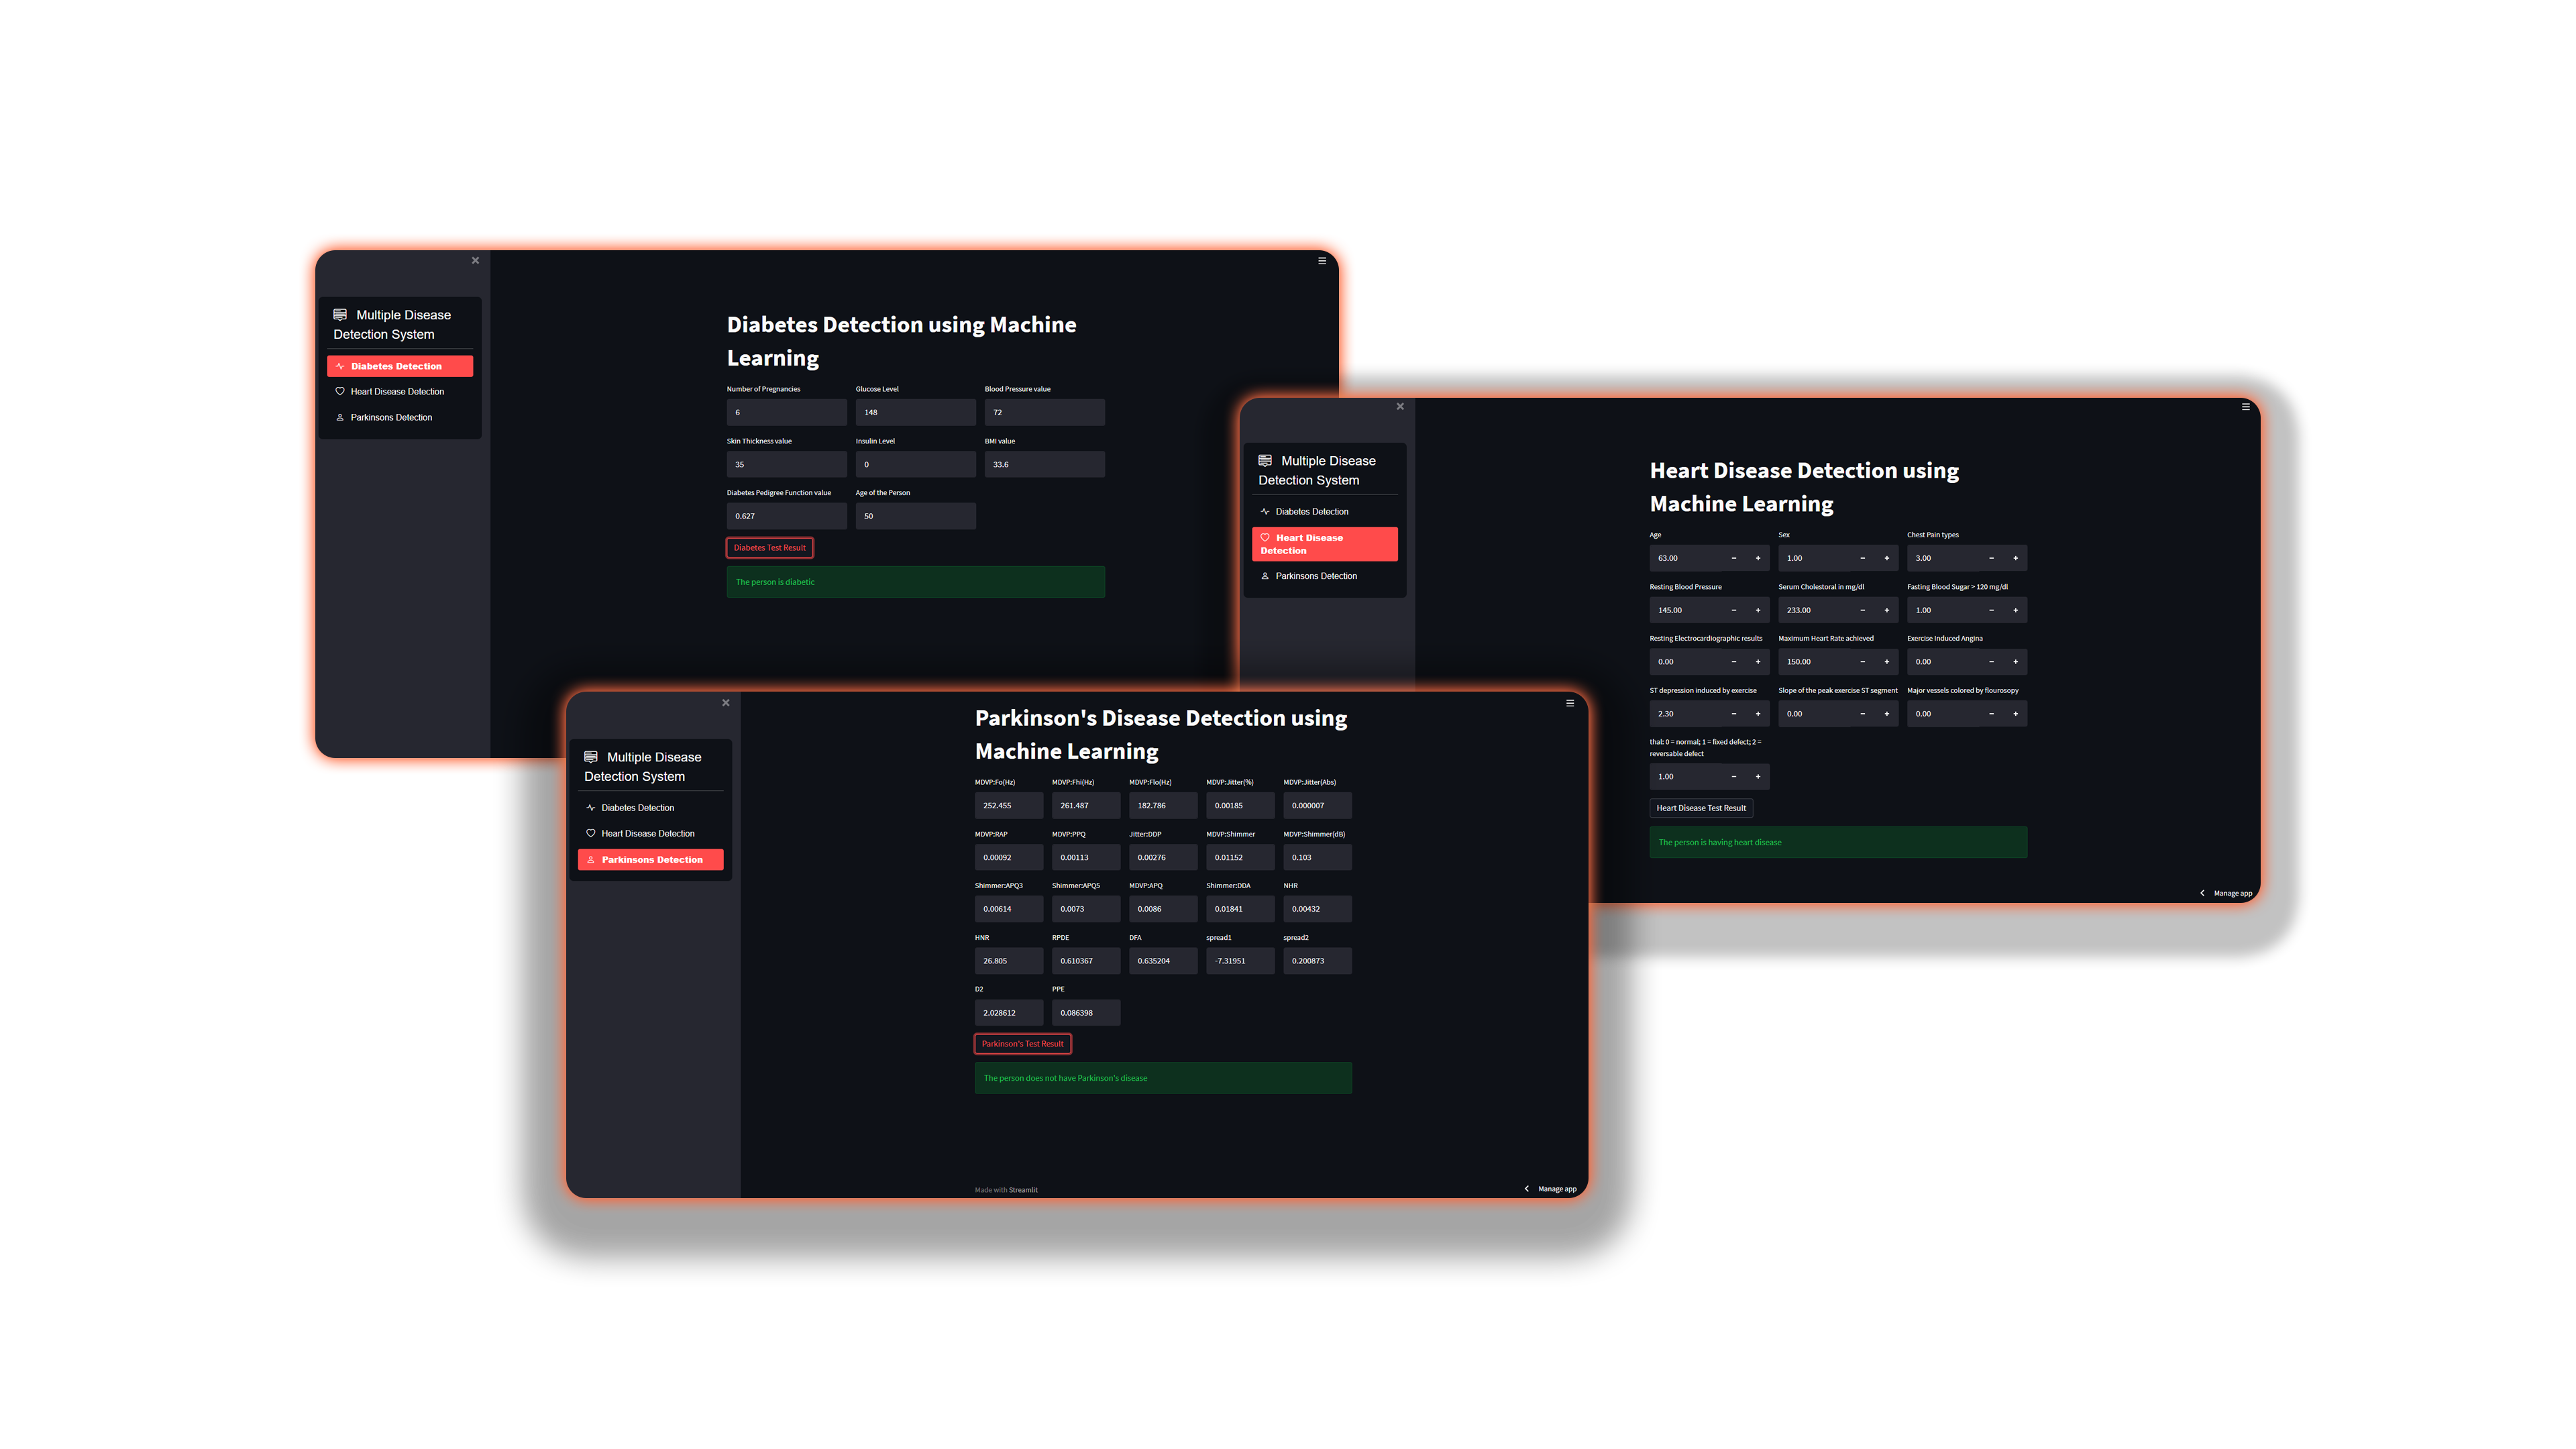 Multiple Disease
Detection System
Diabetes Detection
Heart Disease Detection
Parkinsons Detection
Diabetes Detection using Machine
Learning
Number of Pregnancies Glucose Level Blood Pressure value
6 148 72
Skin Thickness value Insulin Level BMI value
35 0 33.6
Diabetes Pedigree Function value Age of the Person
0.627 50
Diabetes Test Result
The person is diabetic
Multiple Disease
Detection System
Diabetes Detection
Heart Disease
Detection
Parkinsons Detection
Heart Disease Detection using
Machine Learning
Age Sex Chest Pain types
63.00 − + 1.00 − + 3.00 − +
Resting Blood Pressure Serum Cholestoral in mg/dl Fasting Blood Sugar > 120 mg/dl
145.00 − + 233.00 − + 1.00 − +
Resting Electrocardiographic results Maximum Heart Rate achieved Exercise Induced Angina
0.00 − + 150.00 − + 0.00 − +
ST depression induced by exercise Slope of the peak exercise ST segment Major vessels colored by flourosopy
2.30 − + 0.00 − + 0.00 − +
thal: 0 = normal; 1 = fixed defect; 2 =
reversable defect
1.00 − +
Heart Disease Test Result
The person is having heart disease
Manage app
Multiple Disease
Detection System
Diabetes Detection
Heart Disease Detection
Parkinsons Detection
Parkinson's Disease Detection using
Machine Learning
MDVP:Fo(Hz) MDVP:Fhi(Hz) MDVP:Flo(Hz) MDVP:Jitter(%) MDVP:Jitter(Abs)
252.455 261.487 182.786 0.00185 0.000007
MDVP:RAP MDVP:PPQ Jitter:DDP MDVP:Shimmer MDVP:Shimmer(dB)
0.00092 0.00113 0.00276 0.01152 0.103
Shimmer:APQ3 Shimmer:APQ5 MDVP:APQ Shimmer:DDA NHR
0.00614 0.0073 0.0086 0.01841 0.00432
HNR RPDE DFA spread1 spread2
26.805 0.610367 0.635204 -7.31951 0.200873
D2 PPE
2.028612 0.086398
Parkinson's Test Result
The person does not have Parkinson's disease
Made with Streamlit
Manage app